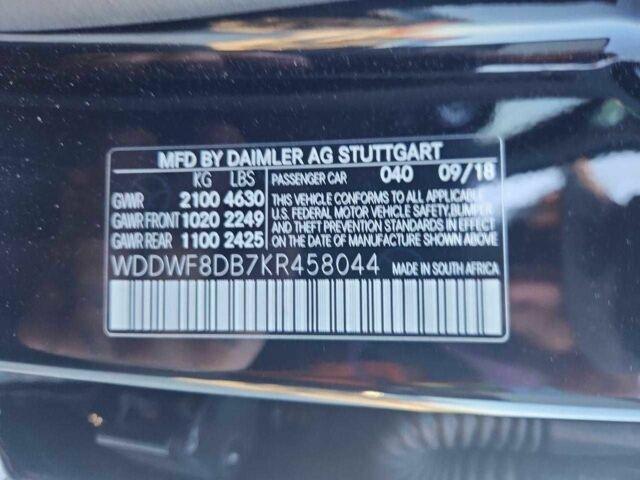 MFD BY DAIMLER AG STUTTGART
KG LBS PASSENGER CAR 040 09/18
GVWR 2100 4630
GAWR FRONT 1020 2249
GAWR REAR 1100 2425
THIS VEHICLE CONFORMS TO ALL APPLICABLE
U.S. FEDERAL MOTOR VEHICLE SAFETY, BUMPER
AND THEFT PREVENTION STANDARDS IN EFFECT
ON THE DATE OF MANUFACTURE SHOWN ABOVE.
WDDWF8DB7KR458044 MADE IN SOUTH AFRICA